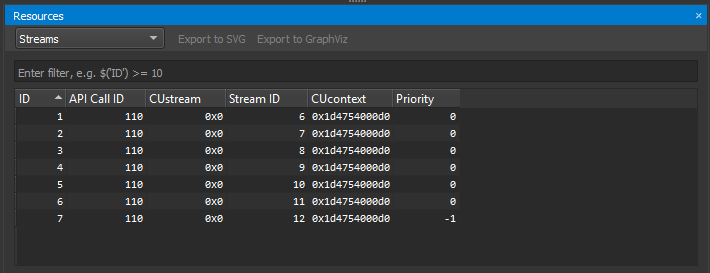 Resources ×
Streams Export to SVG Export to GraphViz
Enter filter, e.g. $('ID') >= 10
ID API Call ID CUstream Stream ID CUcontext Priority
1 110 0x0 6 0x1d4754000d0 0
2 110 0x0 7 0x1d4754000d0 0
3 110 0x0 8 0x1d4754000d0 0
4 110 0x0 9 0x1d4754000d0 0
5 110 0x0 10 0x1d4754000d0 0
6 110 0x0 11 0x1d4754000d0 0
7 110 0x0 12 0x1d4754000d0 -1